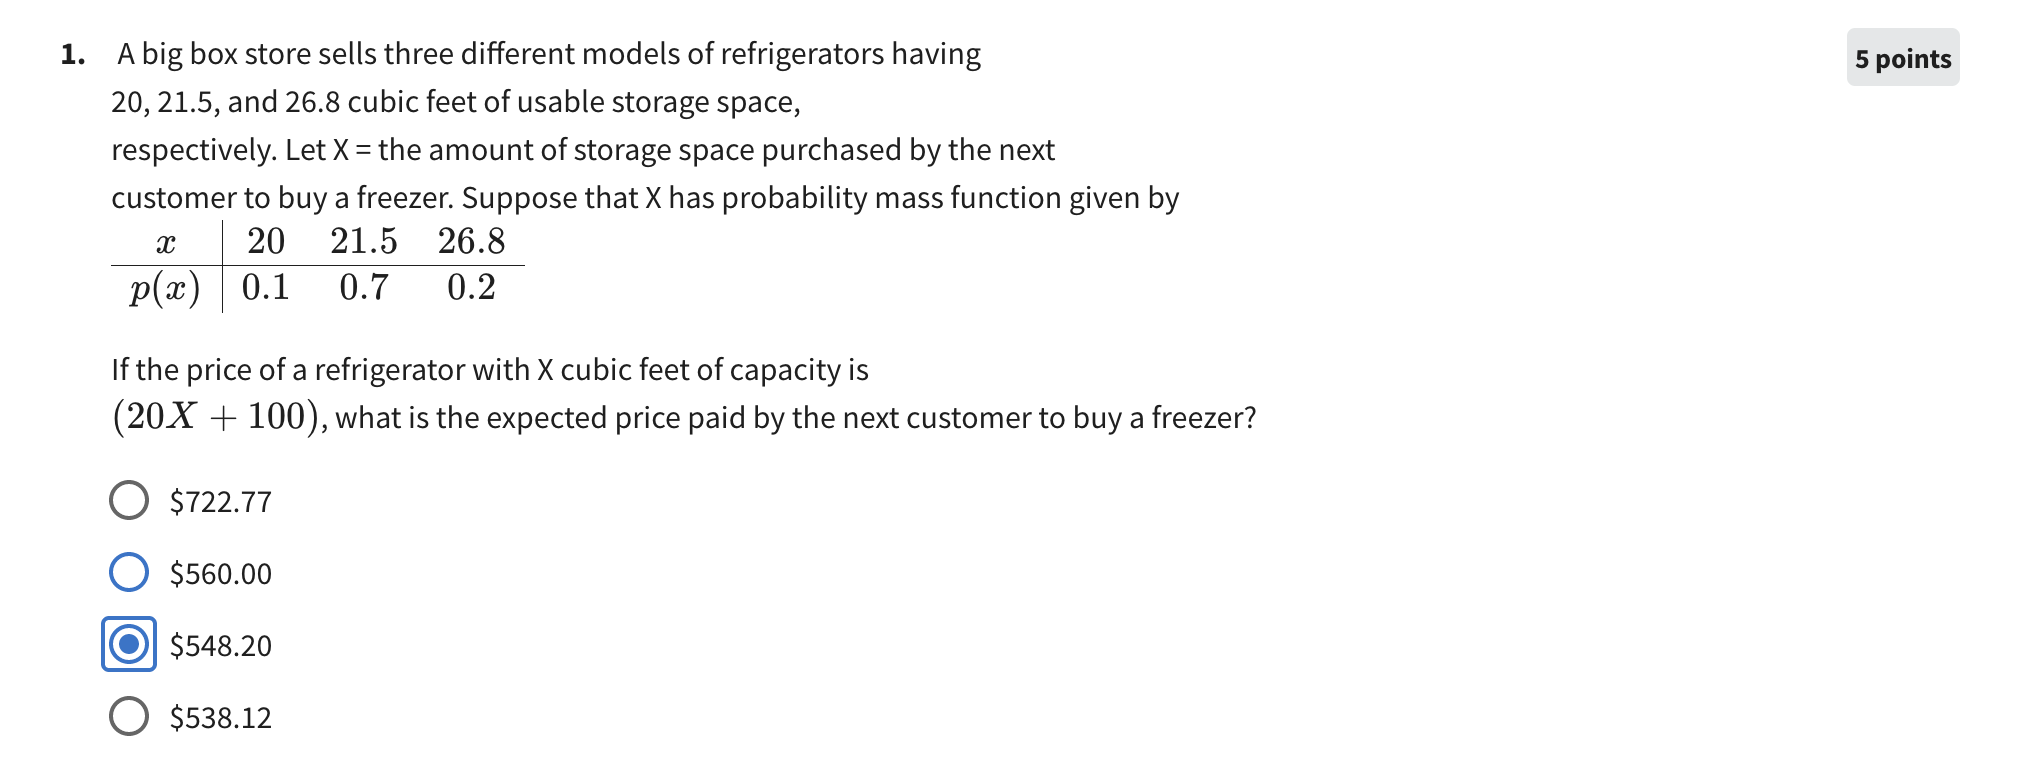 1. A big box store sells three different models of refrigerators having
5 points
20, 21.5, and 26.8 cubic feet of usable storage space,
respectively. Let X = the amount of storage space purchased by the next
customer to buy a freezer. Suppose that X has probability mass function given by
x 20 21.5 26.8
p(x) 0.1 0.7 0.2
If the price of a refrigerator with X cubic feet of capacity is
(20X + 100), what is the expected price paid by the next customer to buy a freezer?
$722.77
$560.00
$548.20
$538.12